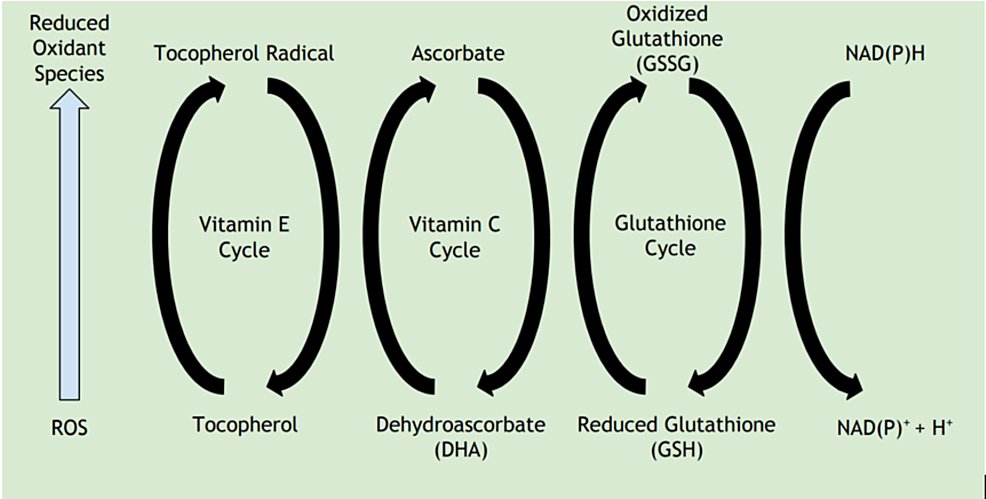 Reduced
Oxidant
Species
Tocopherol Radical
Ascorbate
Oxidized
Glutathione
(GSSG)
NAD(P)H
Vitamin E
Cycle
Vitamin C
Cycle
Glutathione
Cycle
ROS
Tocopherol
Dehydroascorbate
(DHA)
Reduced Glutathione
(GSH)
NAD(P)⁺ + H⁺